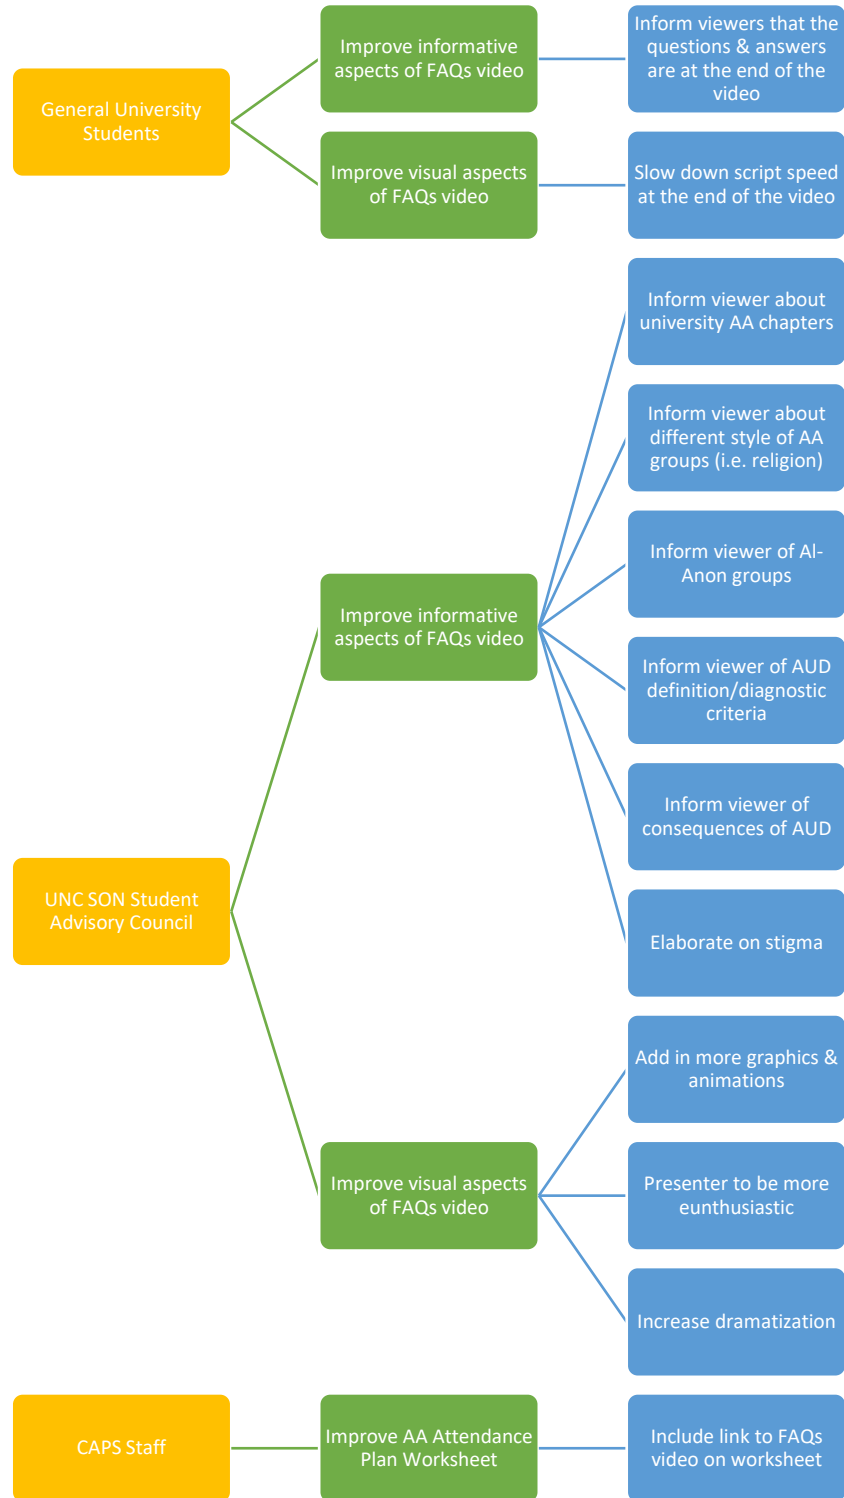 General University
Students
Improve informative
aspects of FAQs video
Inform viewers that the
questions & answers
are at the end of the
video
Improve visual aspects
of FAQs video
Slow down script speed
at the end of the video
UNC SON Student
Advisory Council
Improve informative
aspects of FAQs video
Inform viewer about
university AA chapters
Inform viewer about
different style of AA
groups (i.e. religion)
Inform viewer of Al-
Anon groups
Inform viewer of AUD
definition/diagnostic
criteria
Inform viewer of
consequences of AUD
Elaborate on stigma
Improve visual aspects
of FAQs video
Add in more graphics &
animations
Presenter to be more
eunthusiastic
Increase dramatization
CAPS Staff
Improve AA Attendance
Plan Worksheet
Include link to FAQs
video on worksheet